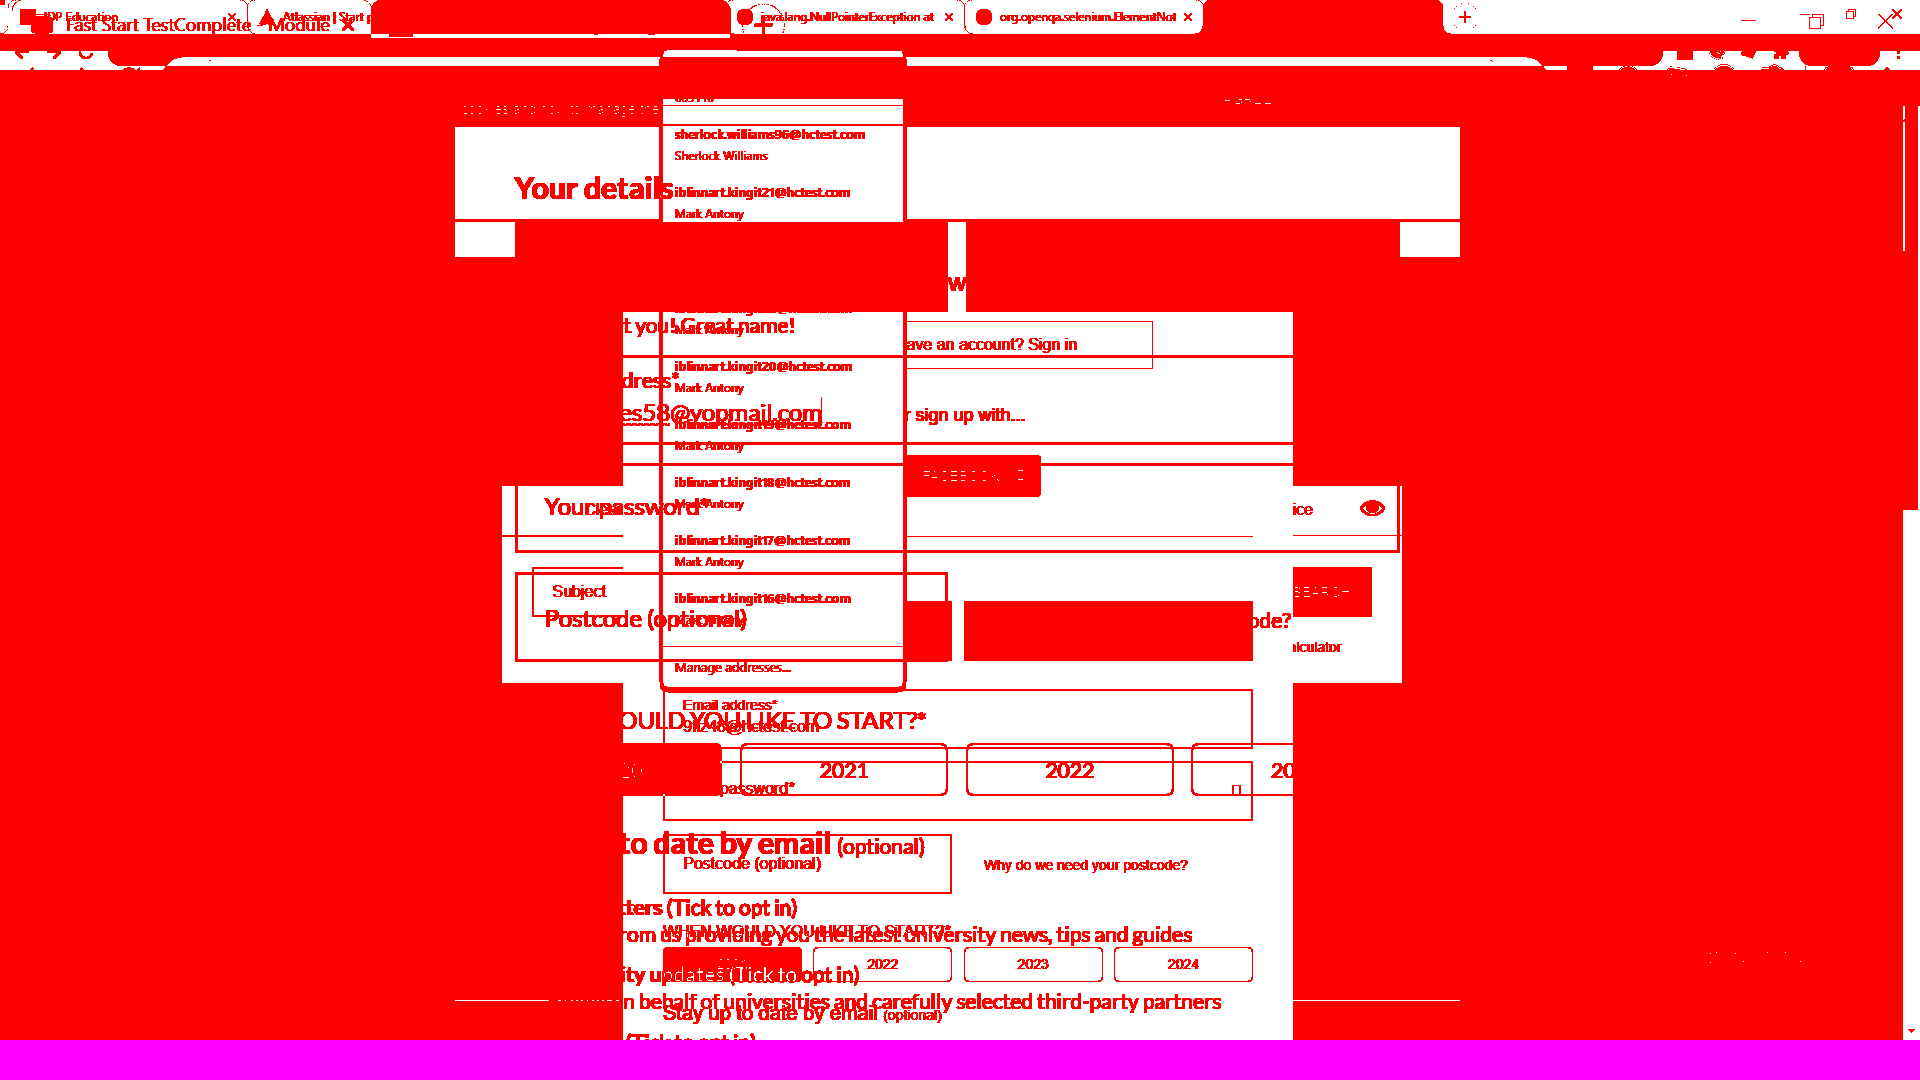 IDP Education
Atlassian | Start p
java.lang.NullPointerException at
org.openqa.selenium.ElementNot
Fast Start TestComplete - Module
sherlock.williams96@hctest.com
Sherlock Williams
Your details
iblinnart.kingit21@hctest.com
Mark Antony
w
t you! Great name!
Mark Antony
ave an account? Sign in
iblinnart.kingit20@hctest.com
dress*
Mark Antony
es58@yopmail.com
r sign up with...
iblinnart.kingit19@hctest.com
Mark Antony
iblinnart.kingit18@hctest.com
Mark Antony
Your password*
ice
iblinnart.kingit17@hctest.com
Mark Antony
Subject
SEARCH
iblinnart.kingit16@hctest.com
Postcode (optional)
ode?
lculator
Manage addresses...
Email address*
OULD YOU LIKE TO START?*
2021
2022
20
password*
to date by email (optional)
Postcode (optional)
Why do we need your postcode?
tters (Tick to opt in)
WHEN WOULD YOU LIKE TO START?*
rom us providing you the latest university news, tips and guides
2022
2023
2024
ity updates (Tick to opt in)
n behalf of universities and carefully selected third-party partners
Stay up to date by email (optional)
(Tick to opt in)